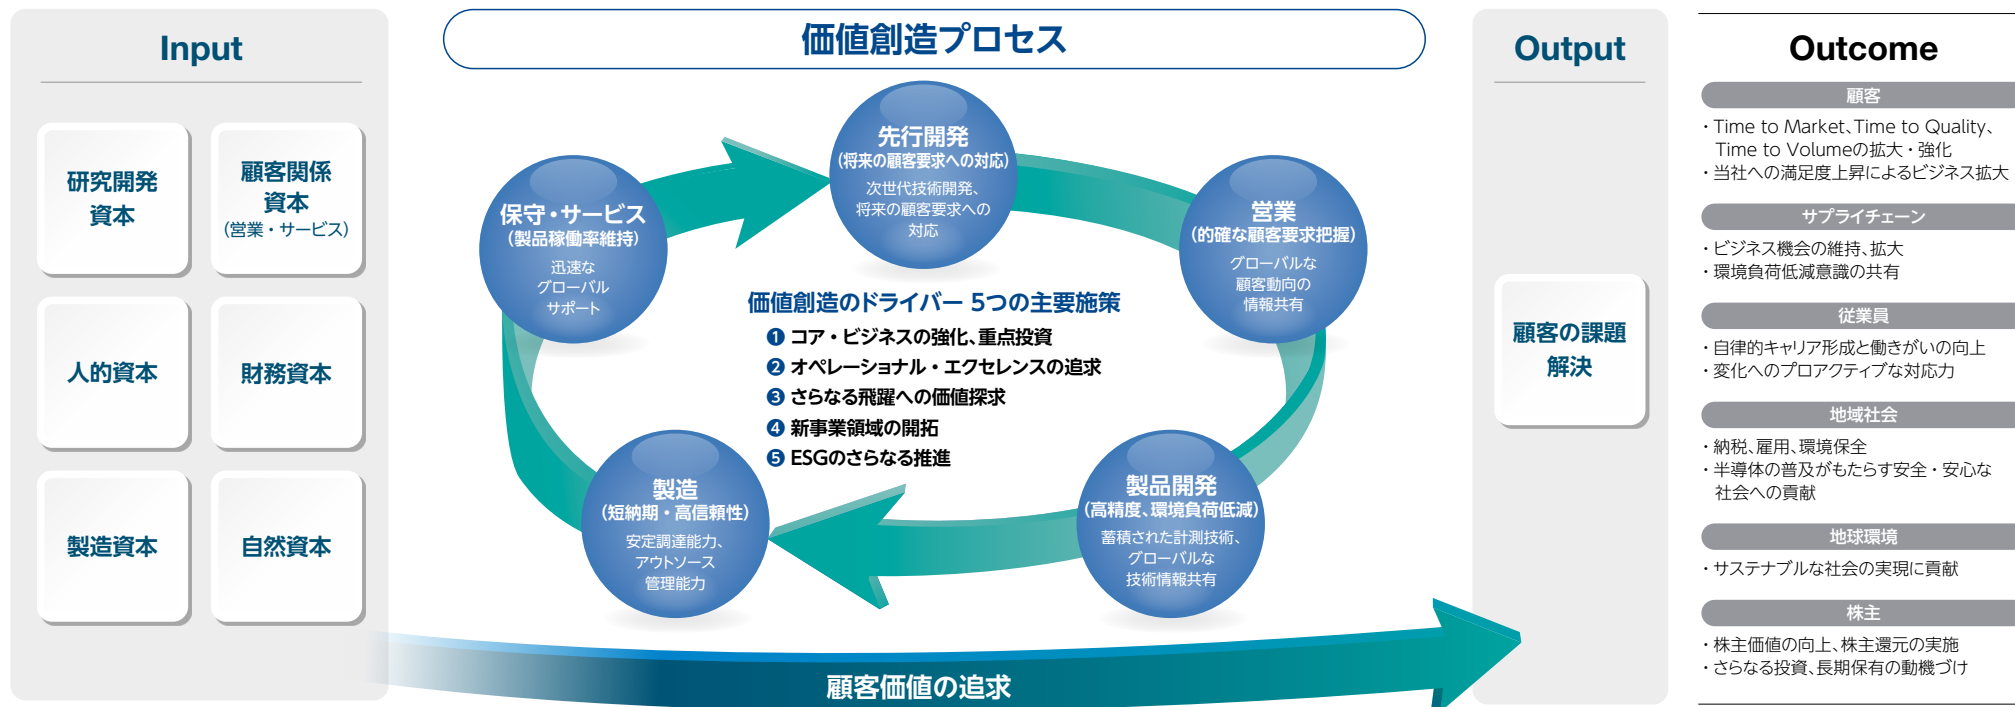 Input
研究開発
資本
顧客関係
資本
（営業・サービス）
人的資本
財務資本
製造資本
自然資本
価値創造プロセス
先行開発
（将来の顧客要求への対応）
次世代技術開発、
将来の顧客要求への
対応
営業
（的確な顧客要求把握）
グローバルな
顧客動向の
情報共有
製品開発
（高精度、環境負荷低減）
蓄積された計測技術、
グローバルな
技術情報共有
製造
（短納期・高信頼性）
安定調達能力、
アウトソース
管理能力
保守・サービス
（製品稼働率維持）
迅速な
グローバル
サポート
価値創造のドライバー 5つの主要施策
❶ コア・ビジネスの強化、重点投資
❷ オペレーショナル・エクセレンスの追求
❸ さらなる飛躍への価値探求
❹ 新事業領域の開拓
❺ ESGのさらなる推進
顧客価値の追求
Output
顧客の課題
解決
Outcome
顧客
・Time to Market、Time to Quality、
Time to Volumeの拡大・強化
・当社への満足度上昇によるビジネス拡大
サプライチェーン
・ビジネス機会の維持、拡大
・環境負荷低減意識の共有
従業員
・自律的キャリア形成と働きがいの向上
・変化へのプロアクティブな対応力
地域社会
・納税、雇用、環境保全
・半導体の普及がもたらす安全・安心な
社会への貢献
地球環境
・サステナブルな社会の実現に貢献
株主
・株主価値の向上、株主還元の実施
・さらなる投資、長期保有の動機づけ